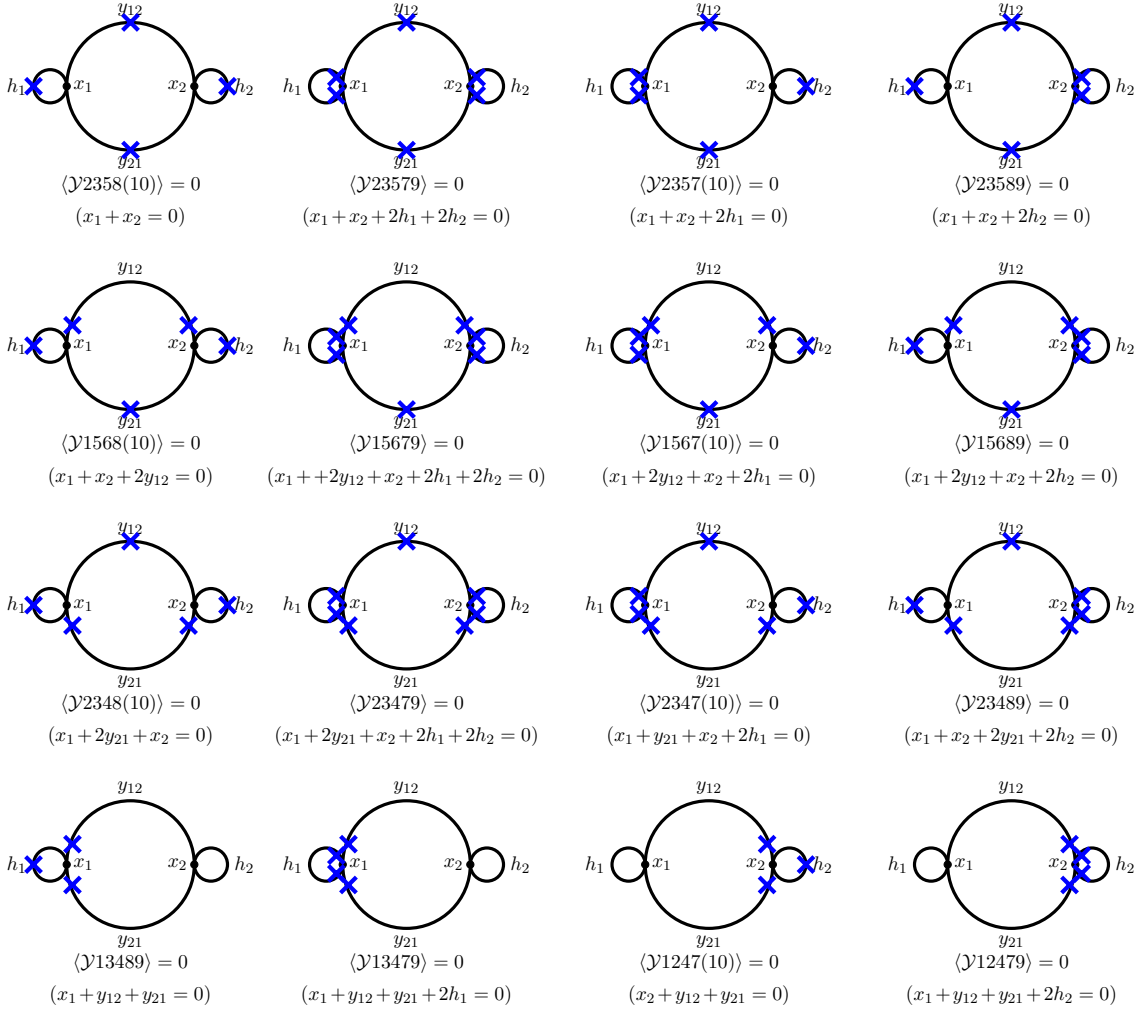 y₁₂ y₁₂ y₁₂ y₁₂
h₁ x₁ x₂ h₂ h₁ x₁ x₂ h₂ h₁ x₁ x₂ h₂ h₁ x₁ x₂ h₂
y₂₁ y₂₁ y₂₁ y₂₁
⟨𝒴2358(10)⟩ = 0 ⟨𝒴23579⟩ = 0 ⟨𝒴2357(10)⟩ = 0 ⟨𝒴23589⟩ = 0
(x₁+x₂=0) (x₁+x₂+2h₁+2h₂=0) (x₁+x₂+2h₁=0) (x₁+x₂+2h₂=0)
y₁₂ y₁₂ y₁₂ y₁₂
h₁ x₁ x₂ h₂ h₁ x₁ x₂ h₂ h₁ x₁ x₂ h₂ h₁ x₁ x₂ h₂
y₂₁ y₂₁ y₂₁ y₂₁
⟨𝒴1568(10)⟩ = 0 ⟨𝒴15679⟩ = 0 ⟨𝒴1567(10)⟩ = 0 ⟨𝒴15689⟩ = 0
(x₁+x₂+2y₁₂=0) (x₁++2y₁₂+x₂+2h₁+2h₂=0) (x₁+2y₁₂+x₂+2h₁=0) (x₁+2y₁₂+x₂+2h₂=0)
y₁₂ y₁₂ y₁₂ y₁₂
h₁ x₁ x₂ h₂ h₁ x₁ x₂ h₂ h₁ x₁ x₂ h₂ h₁ x₁ x₂ h₂
y₂₁ y₂₁ y₂₁ y₂₁
⟨𝒴2348(10)⟩ = 0 ⟨𝒴23479⟩ = 0 ⟨𝒴2347(10)⟩ = 0 ⟨𝒴23489⟩ = 0
(x₁+2y₂₁+x₂=0) (x₁+2y₂₁+x₂+2h₁+2h₂=0) (x₁+y₂₁+x₂+2h₁=0) (x₁+x₂+2y₂₁+2h₂=0)
y₁₂ y₁₂ y₁₂ y₁₂
h₁ x₁ x₂ h₂ h₁ x₁ x₂ h₂ h₁ x₁ x₂ h₂ h₁ x₁ x₂ h₂
y₂₁ y₂₁ y₂₁ y₂₁
⟨𝒴13489⟩ = 0 ⟨𝒴13479⟩ = 0 ⟨𝒴1247(10)⟩ = 0 ⟨𝒴12479⟩ = 0
(x₁+y₁₂+y₂₁=0) (x₁+y₁₂+y₂₁+2h₁=0) (x₂+y₁₂+y₂₁=0) (x₁+y₁₂+y₂₁+2h₂=0)